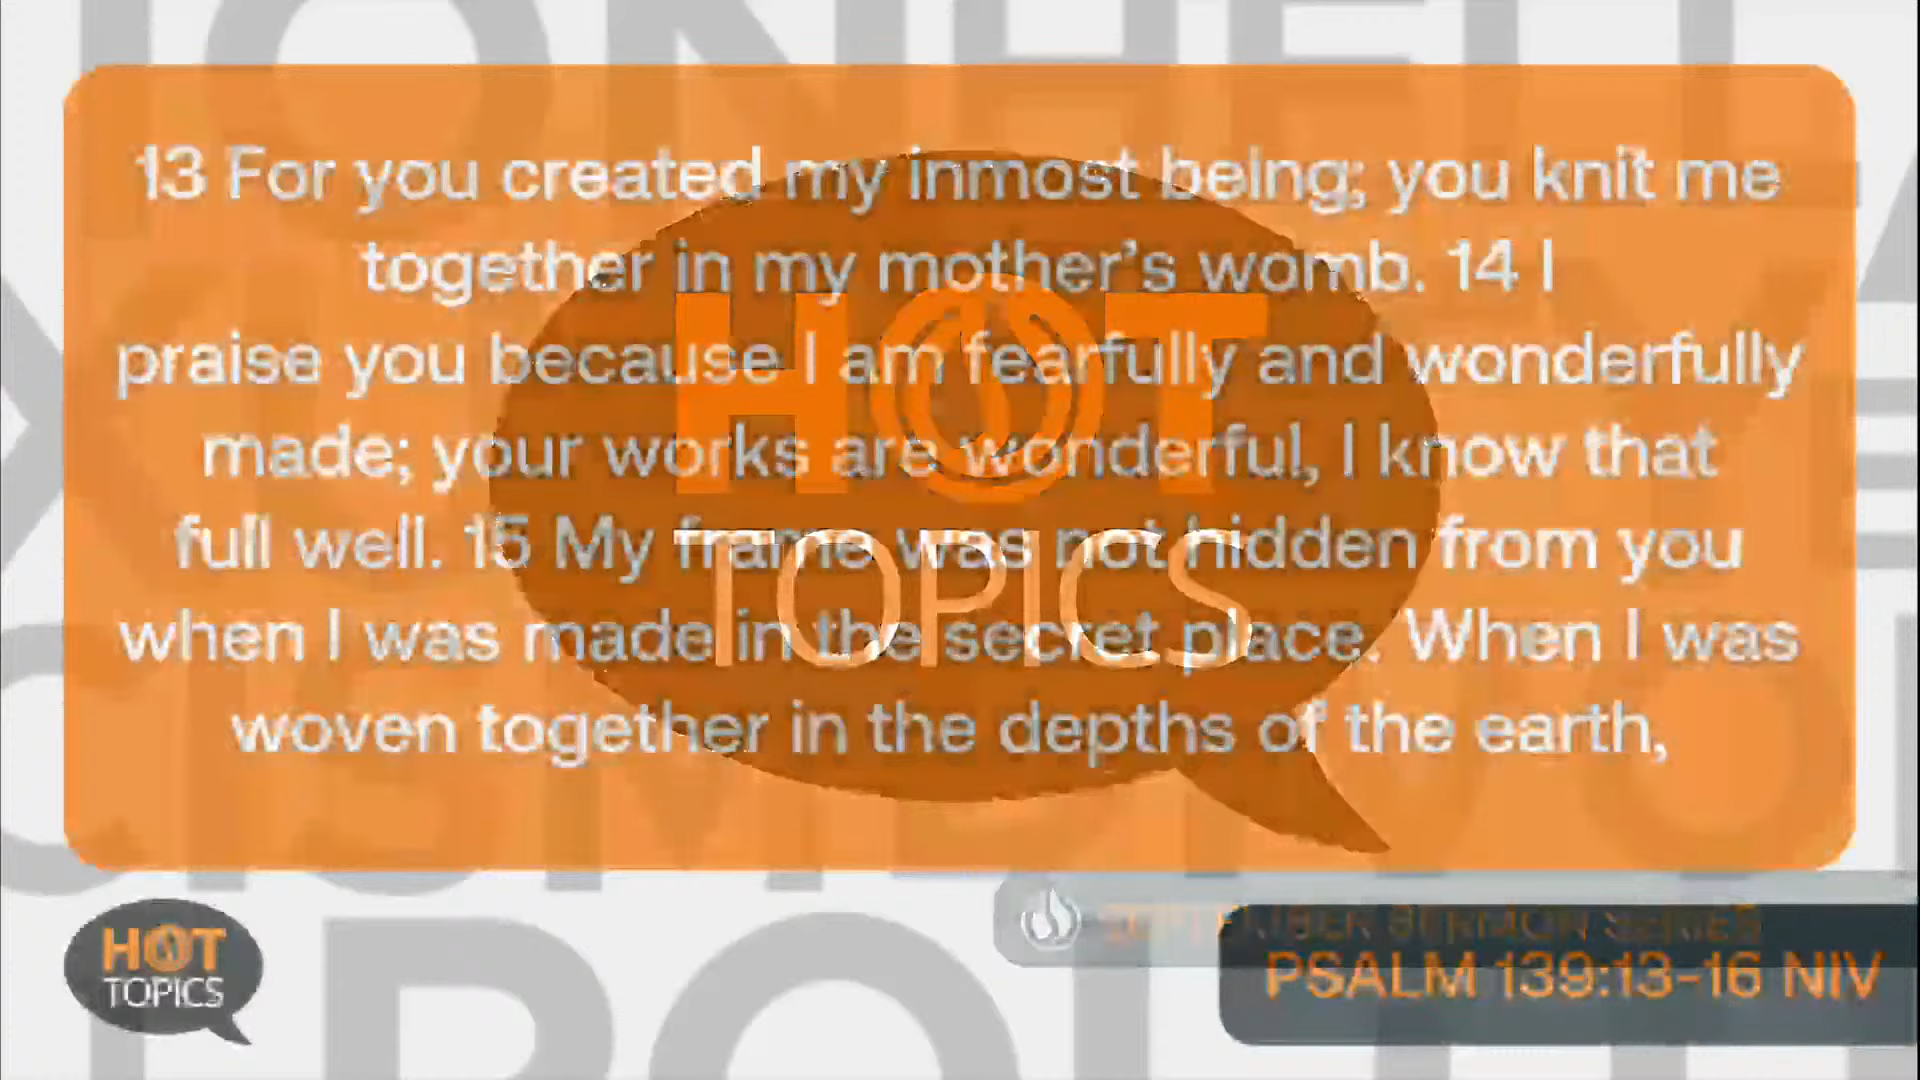 13 For you created my inmost being; you knit me
together in my mother's womb. 14 I
praise you because I am fearfully and wonderfully
made; your works are wonderful, I know that
full well. 15 My frame was not hidden from you
when I was made in the secret place. When I was
woven together in the depths of the earth,
HOT
TOPICS
SEPTEMBER SERMON SERIES
PSALM 139:13-16 NIV
HOT
TOPICS